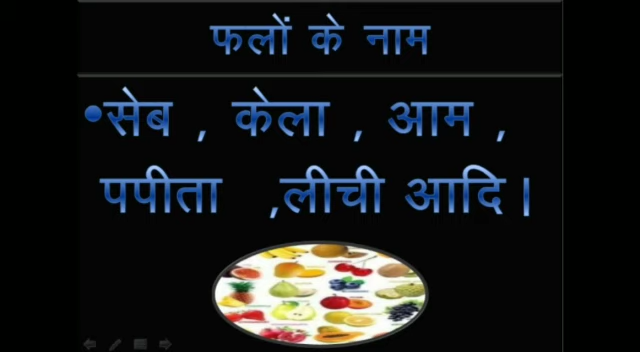 फलों के नाम
•सेब , केला , आम ,
पपीता ,लीची आदि।